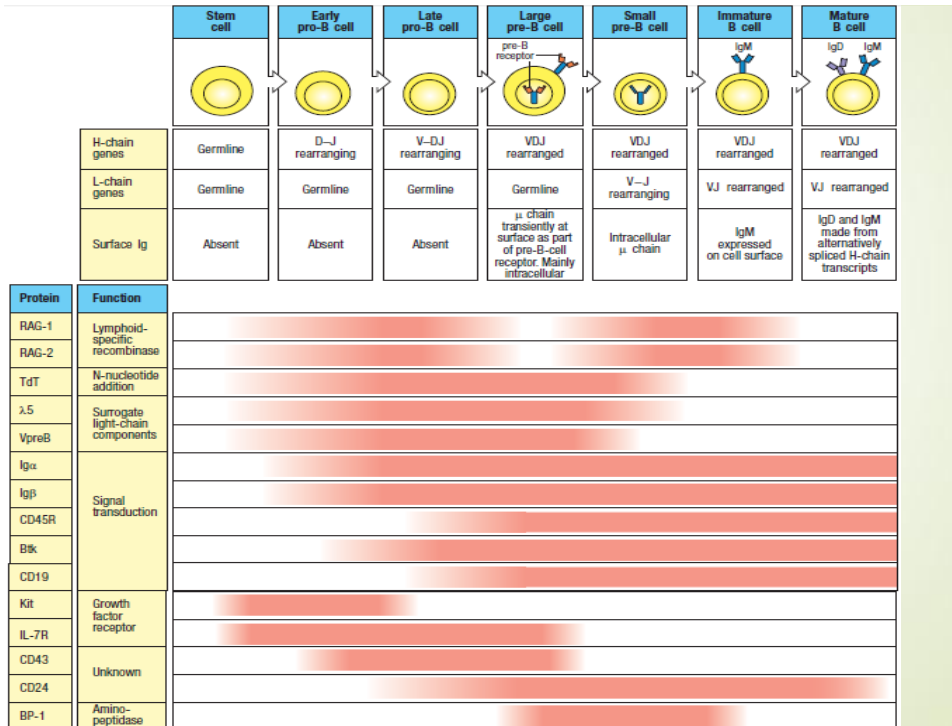 Stem
cell
Early
pro-B cell
Late
pro-B cell
Large
pre-B cell
Small
pre-B cell
Immature
B cell
Mature
B cell
pre-B
receptor
IgM
IgD IgM
H-chain
genes
Germline
D–J
rearranging
V–DJ
rearranging
VDJ
rearranged
VDJ
rearranged
VDJ
rearranged
VDJ
rearranged
L-chain
genes
Germline
Germline
Germline
Germline
V–J
rearranging
VJ rearranged
VJ rearranged
Surface Ig
Absent
Absent
Absent
μ chain
transiently at
surface as part
of pre-B-cell
receptor. Mainly
intracellular
Intracellular
μ chain
IgM
expressed
on cell surface
IgD and IgM
made from
alternatively
spliced H-chain
transcripts
Protein
Function
RAG-1
RAG-2
Lymphoid-
specific
recombinase
TdT
N-nucleotide
addition
λ5
VpreB
Surrogate
light-chain
components
Igα
Igβ
CD45R
Btk
CD19
Signal
transduction
Kit
IL-7R
Growth
factor
receptor
CD43
CD24
Unknown
BP-1
Amino-
peptidase